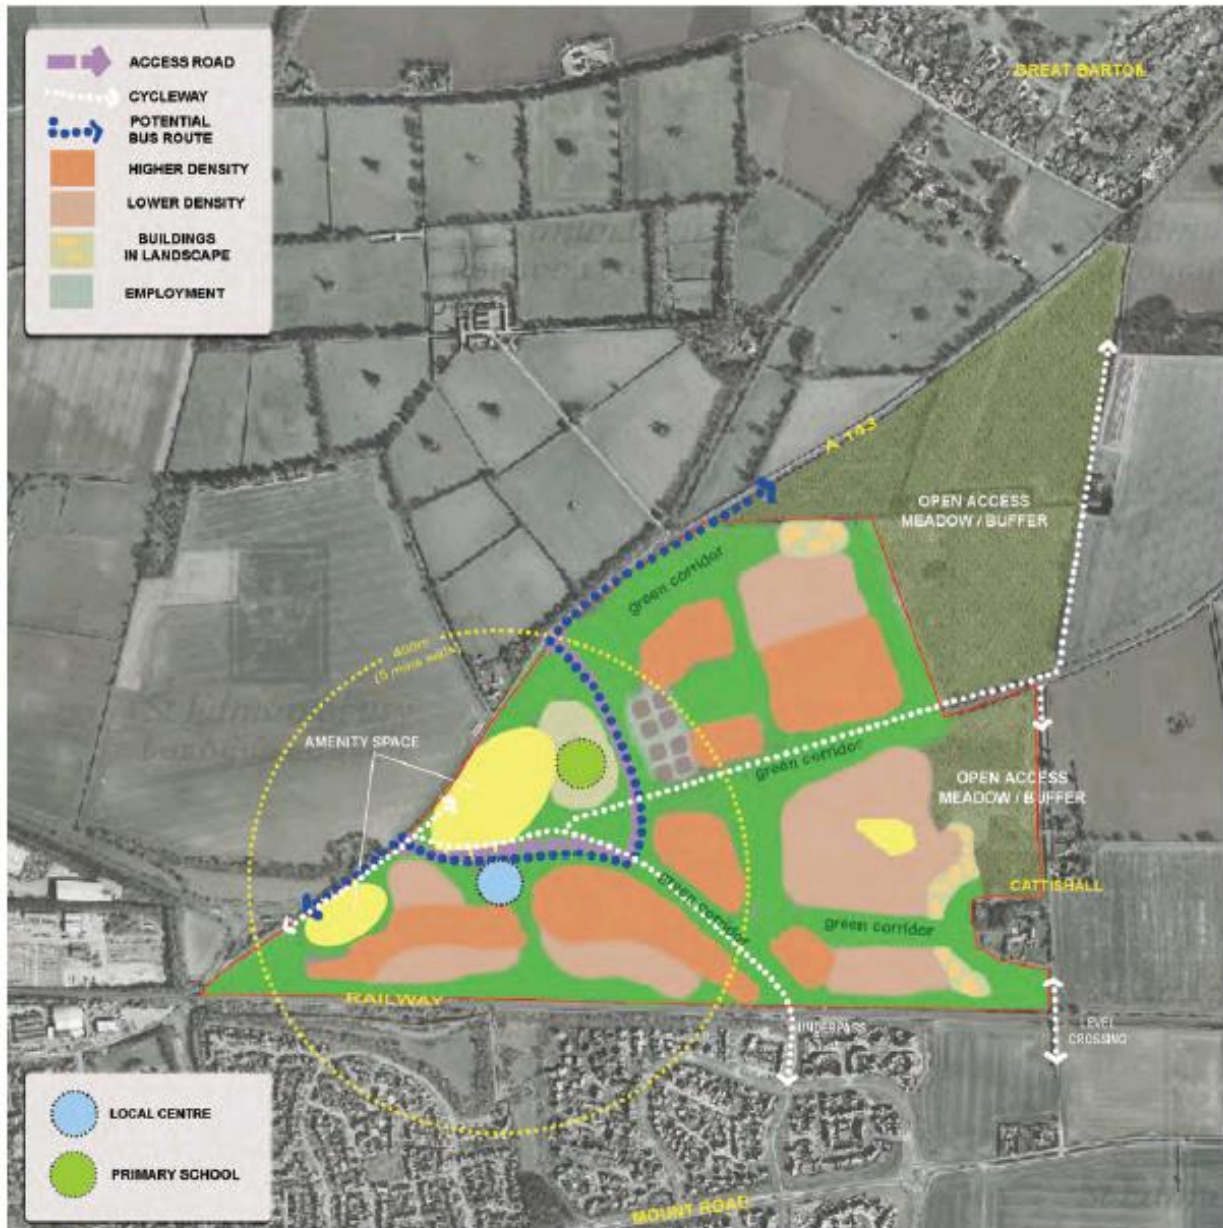 ACCESS ROAD
CYCLEWAY
POTENTIAL
BUS ROUTE
HIGHER DENSITY
LOWER DENSITY
BUILDINGS
IN LANDSCAPE
EMPLOYMENT
GREAT BARTON
A 143
OPEN ACCESS
MEADOW / BUFFER
green corridor
400m
(5 mins walk)
AMENITY SPACE
green corridor
OPEN ACCESS
MEADOW / BUFFER
green corridor
CATTISHALL
green corridor
RAILWAY
UNDERPASS
LEVEL
CROSSING
LOCAL CENTRE
PRIMARY SCHOOL
MOUNT ROAD